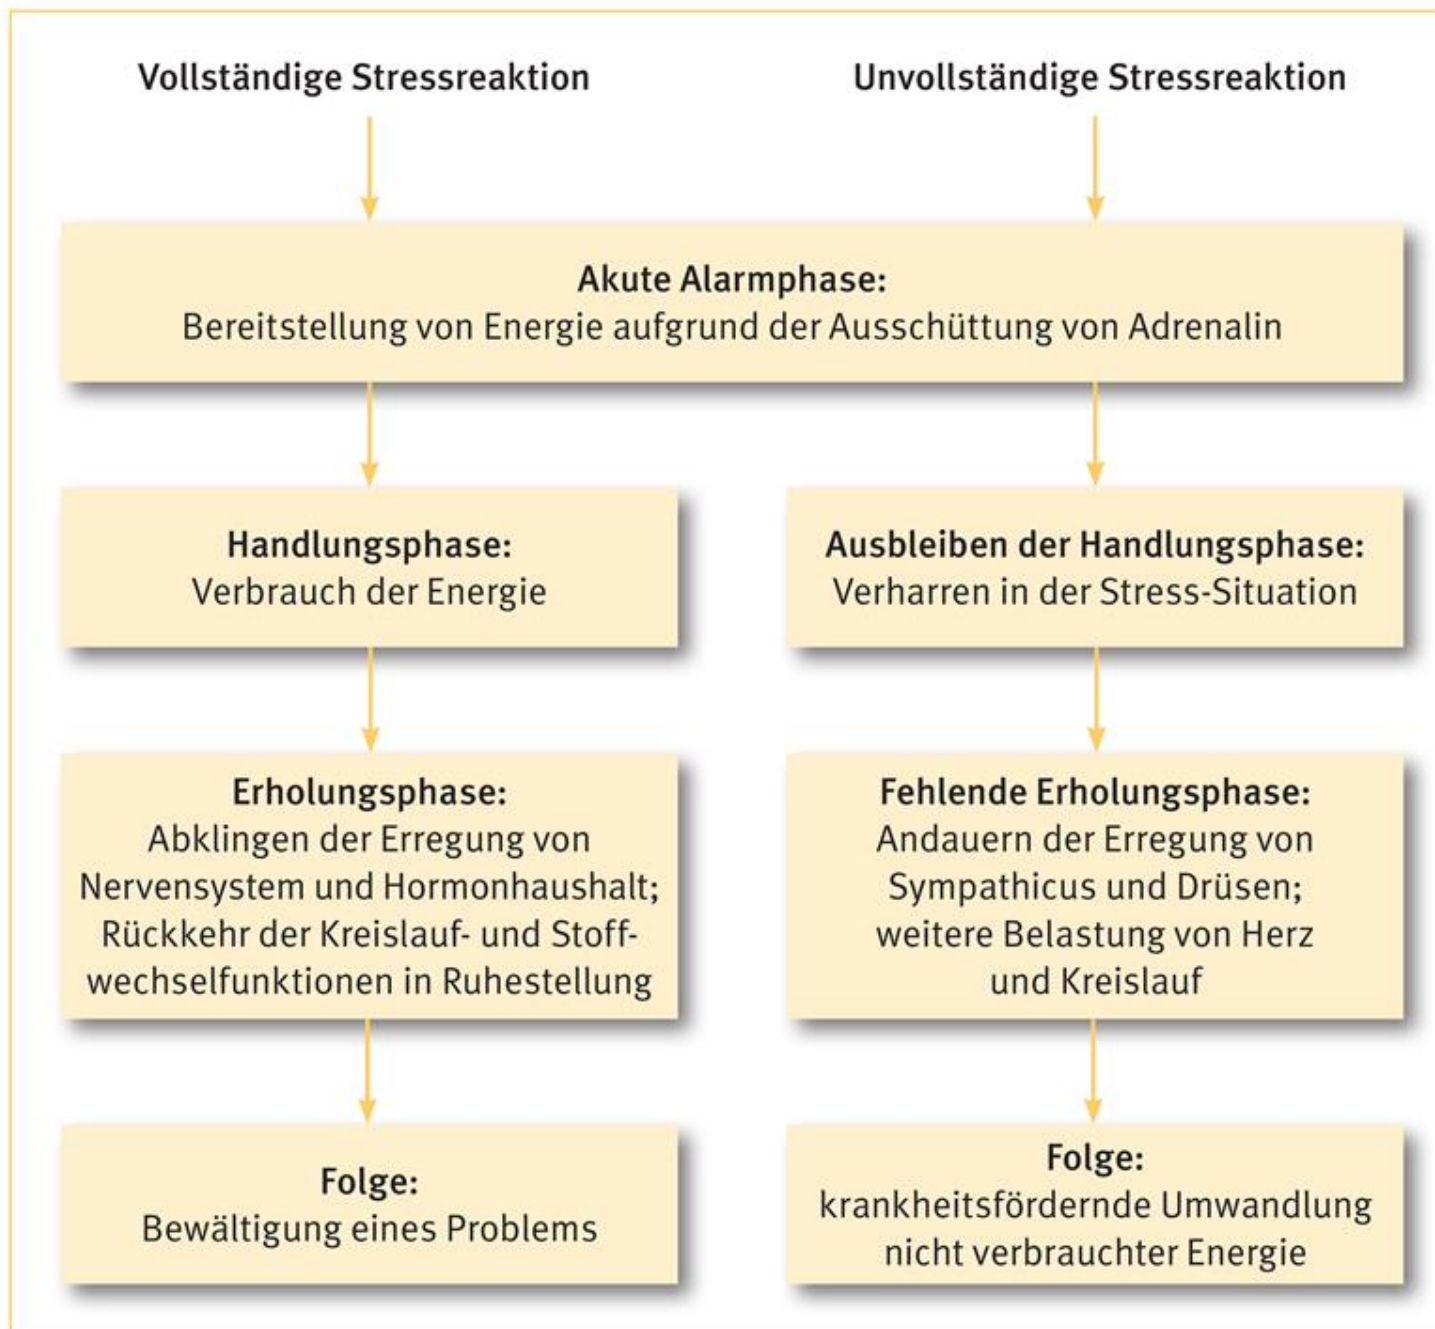 Vollständige Stressreaktion
Unvollständige Stressreaktion
Akute Alarmphase:
Bereitstellung von Energie aufgrund der Ausschüttung von Adrenalin
Handlungsphase:
Verbrauch der Energie
Ausbleiben der Handlungsphase:
Verharren in der Stress-Situation
Erholungsphase:
Abklingen der Erregung von
Nervensystem und Hormonhaushalt;
Rückkehr der Kreislauf- und Stoff-
wechselfunktionen in Ruhestellung
Fehlende Erholungsphase:
Andauern der Erregung von
Sympathicus und Drüsen;
weitere Belastung von Herz
und Kreislauf
Folge:
Bewältigung eines Problems
Folge:
krankheitsfördernde Umwandlung
nicht verbrauchter Energie